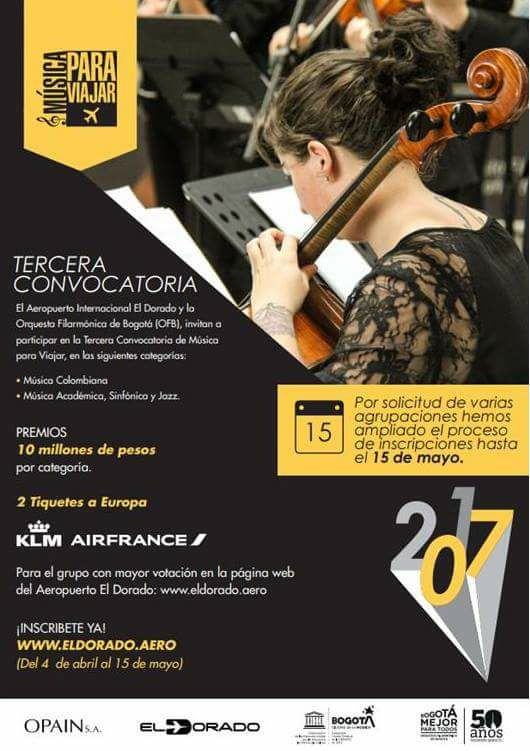 MÚSICA
PARA
VIAJAR
TERCERA
CONVOCATORIA
El Aeropuerto Internacional El Dorado y la
Orquesta Filarmónica de Bogotá (OFB), invitan a
participar en la Tercera Convocatoria de Música
para Viajar, en las siguientes categorías:
• Música Colombiana
• Música Académica, Sinfónica y Jazz.
PREMIOS
10 millones de pesos
por categoría.
2 Tiquetes a Europa
KLM AIRFRANCE
Para el grupo con mayor votación en la página web
del Aeropuerto El Dorado: www.eldorado.aero
¡INSCRIBETE YA!
WWW.ELDORADO.AERO
(Del 4 de abril al 15 de mayo)
15
Por solicitud de varias
agrupaciones hemos
ampliado el proceso
de inscripciones hasta
el 15 de mayo.
2017
OPAIN S.A.
EL DORADO
BOGOTÁ
BOGOTÁ
MEJOR
PARA TODOS
50
años